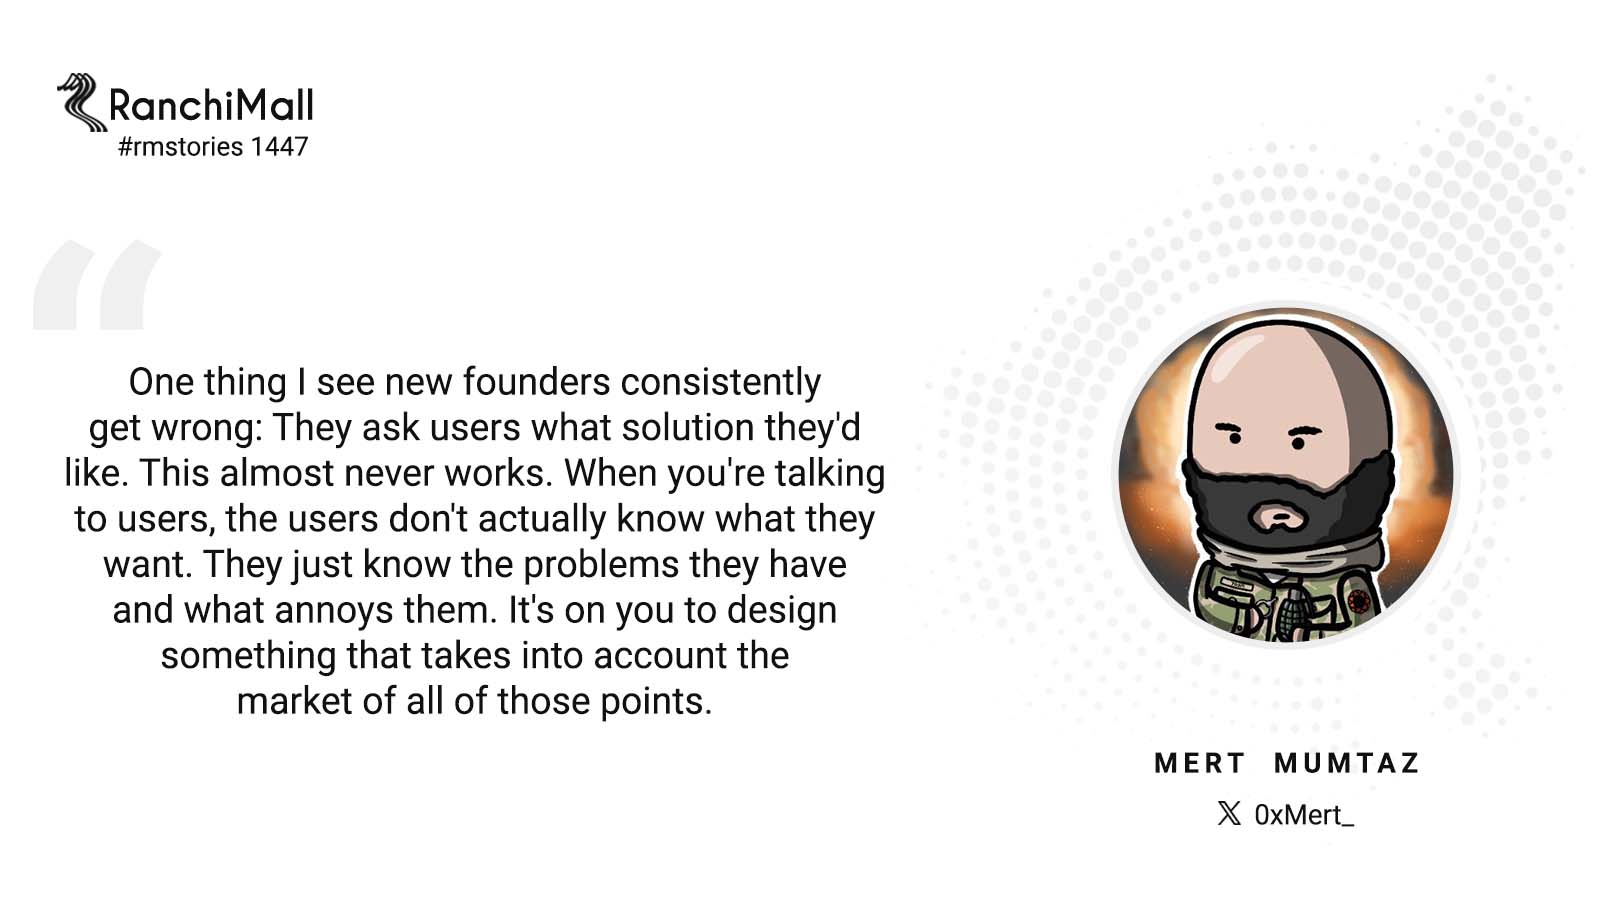 RanchiMall
#rmstories 1447
One thing I see new founders consistently
get wrong: They ask users what solution they'd
like. This almost never works. When you're talking
to users, the users don't actually know what they
want. They just know the problems they have
and what annoys them. It's on you to design
something that takes into account the
market of all of those points.
MERT MUMTAZ
𝕏 0xMert_